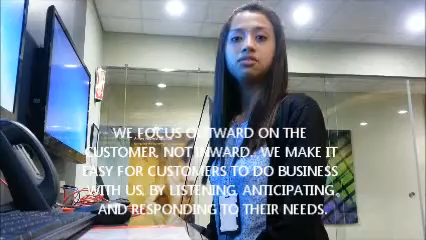 WE FOCUS OUTWARD ON THE
CUSTOMER, NOT INWARD.  WE MAKE IT
EASY FOR CUSTOMERS TO DO BUSINESS
WITH US, BY LISTENING, ANTICIPATING,
AND RESPONDING TO THEIR NEEDS.